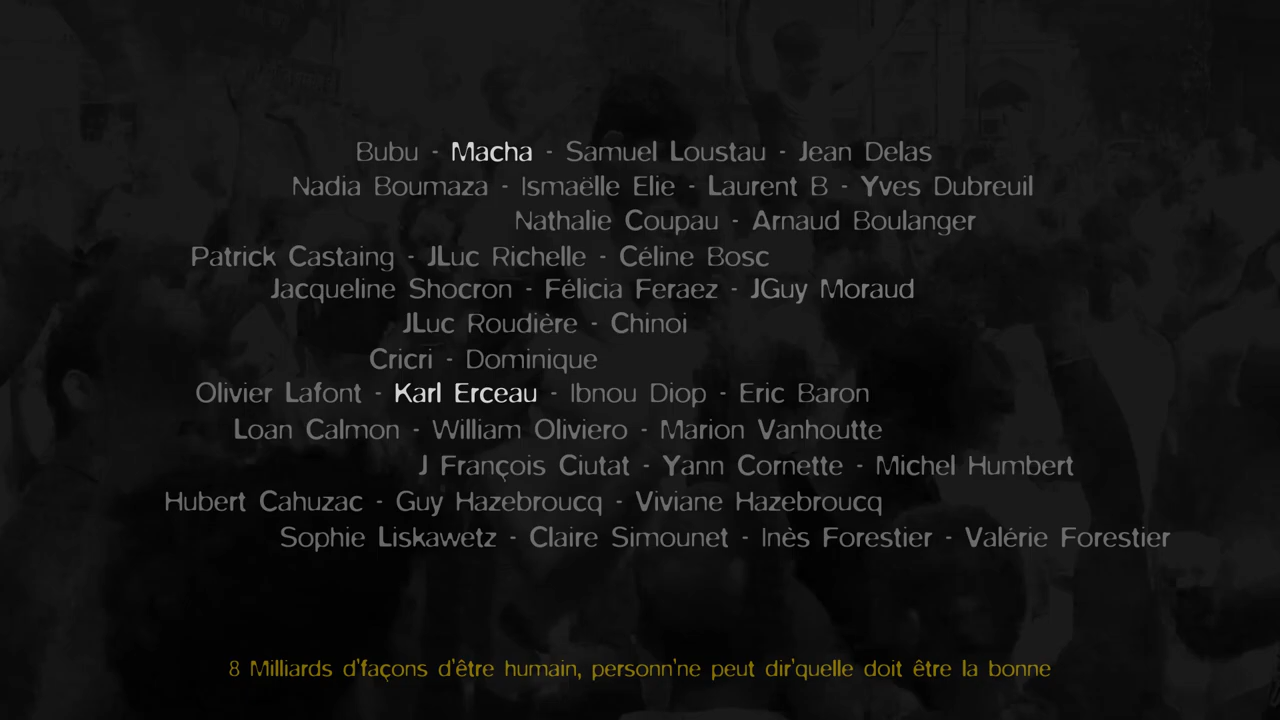 Bubu - Macha - Samuel Loustau - Jean Delas
Nadia Boumaza - Ismaëlle Elie - Laurent B - Yves Dubreuil
Nathalie Coupau - Arnaud Boulanger
Patrick Castaing - JLuc Richelle - Céline Bosc
Jacqueline Shocron - Félicia Feraez - JGuy Moraud
JLuc Roudière - Chinoi
Cricri - Dominique
Olivier Lafont - Karl Erceau - Ibnou Diop - Eric Baron
Loan Calmon - William Oliviero - Marion Vanhoutte
J François Ciutat - Yann Cornette - Michel Humbert
Hubert Cahuzac - Guy Hazebroucq - Viviane Hazebroucq
Sophie Liskawetz - Claire Simounet - Inès Forestier - Valérie Forestier
8 Milliards d'façons d'être humain, personn'ne peut dir'quelle doit être la bonne